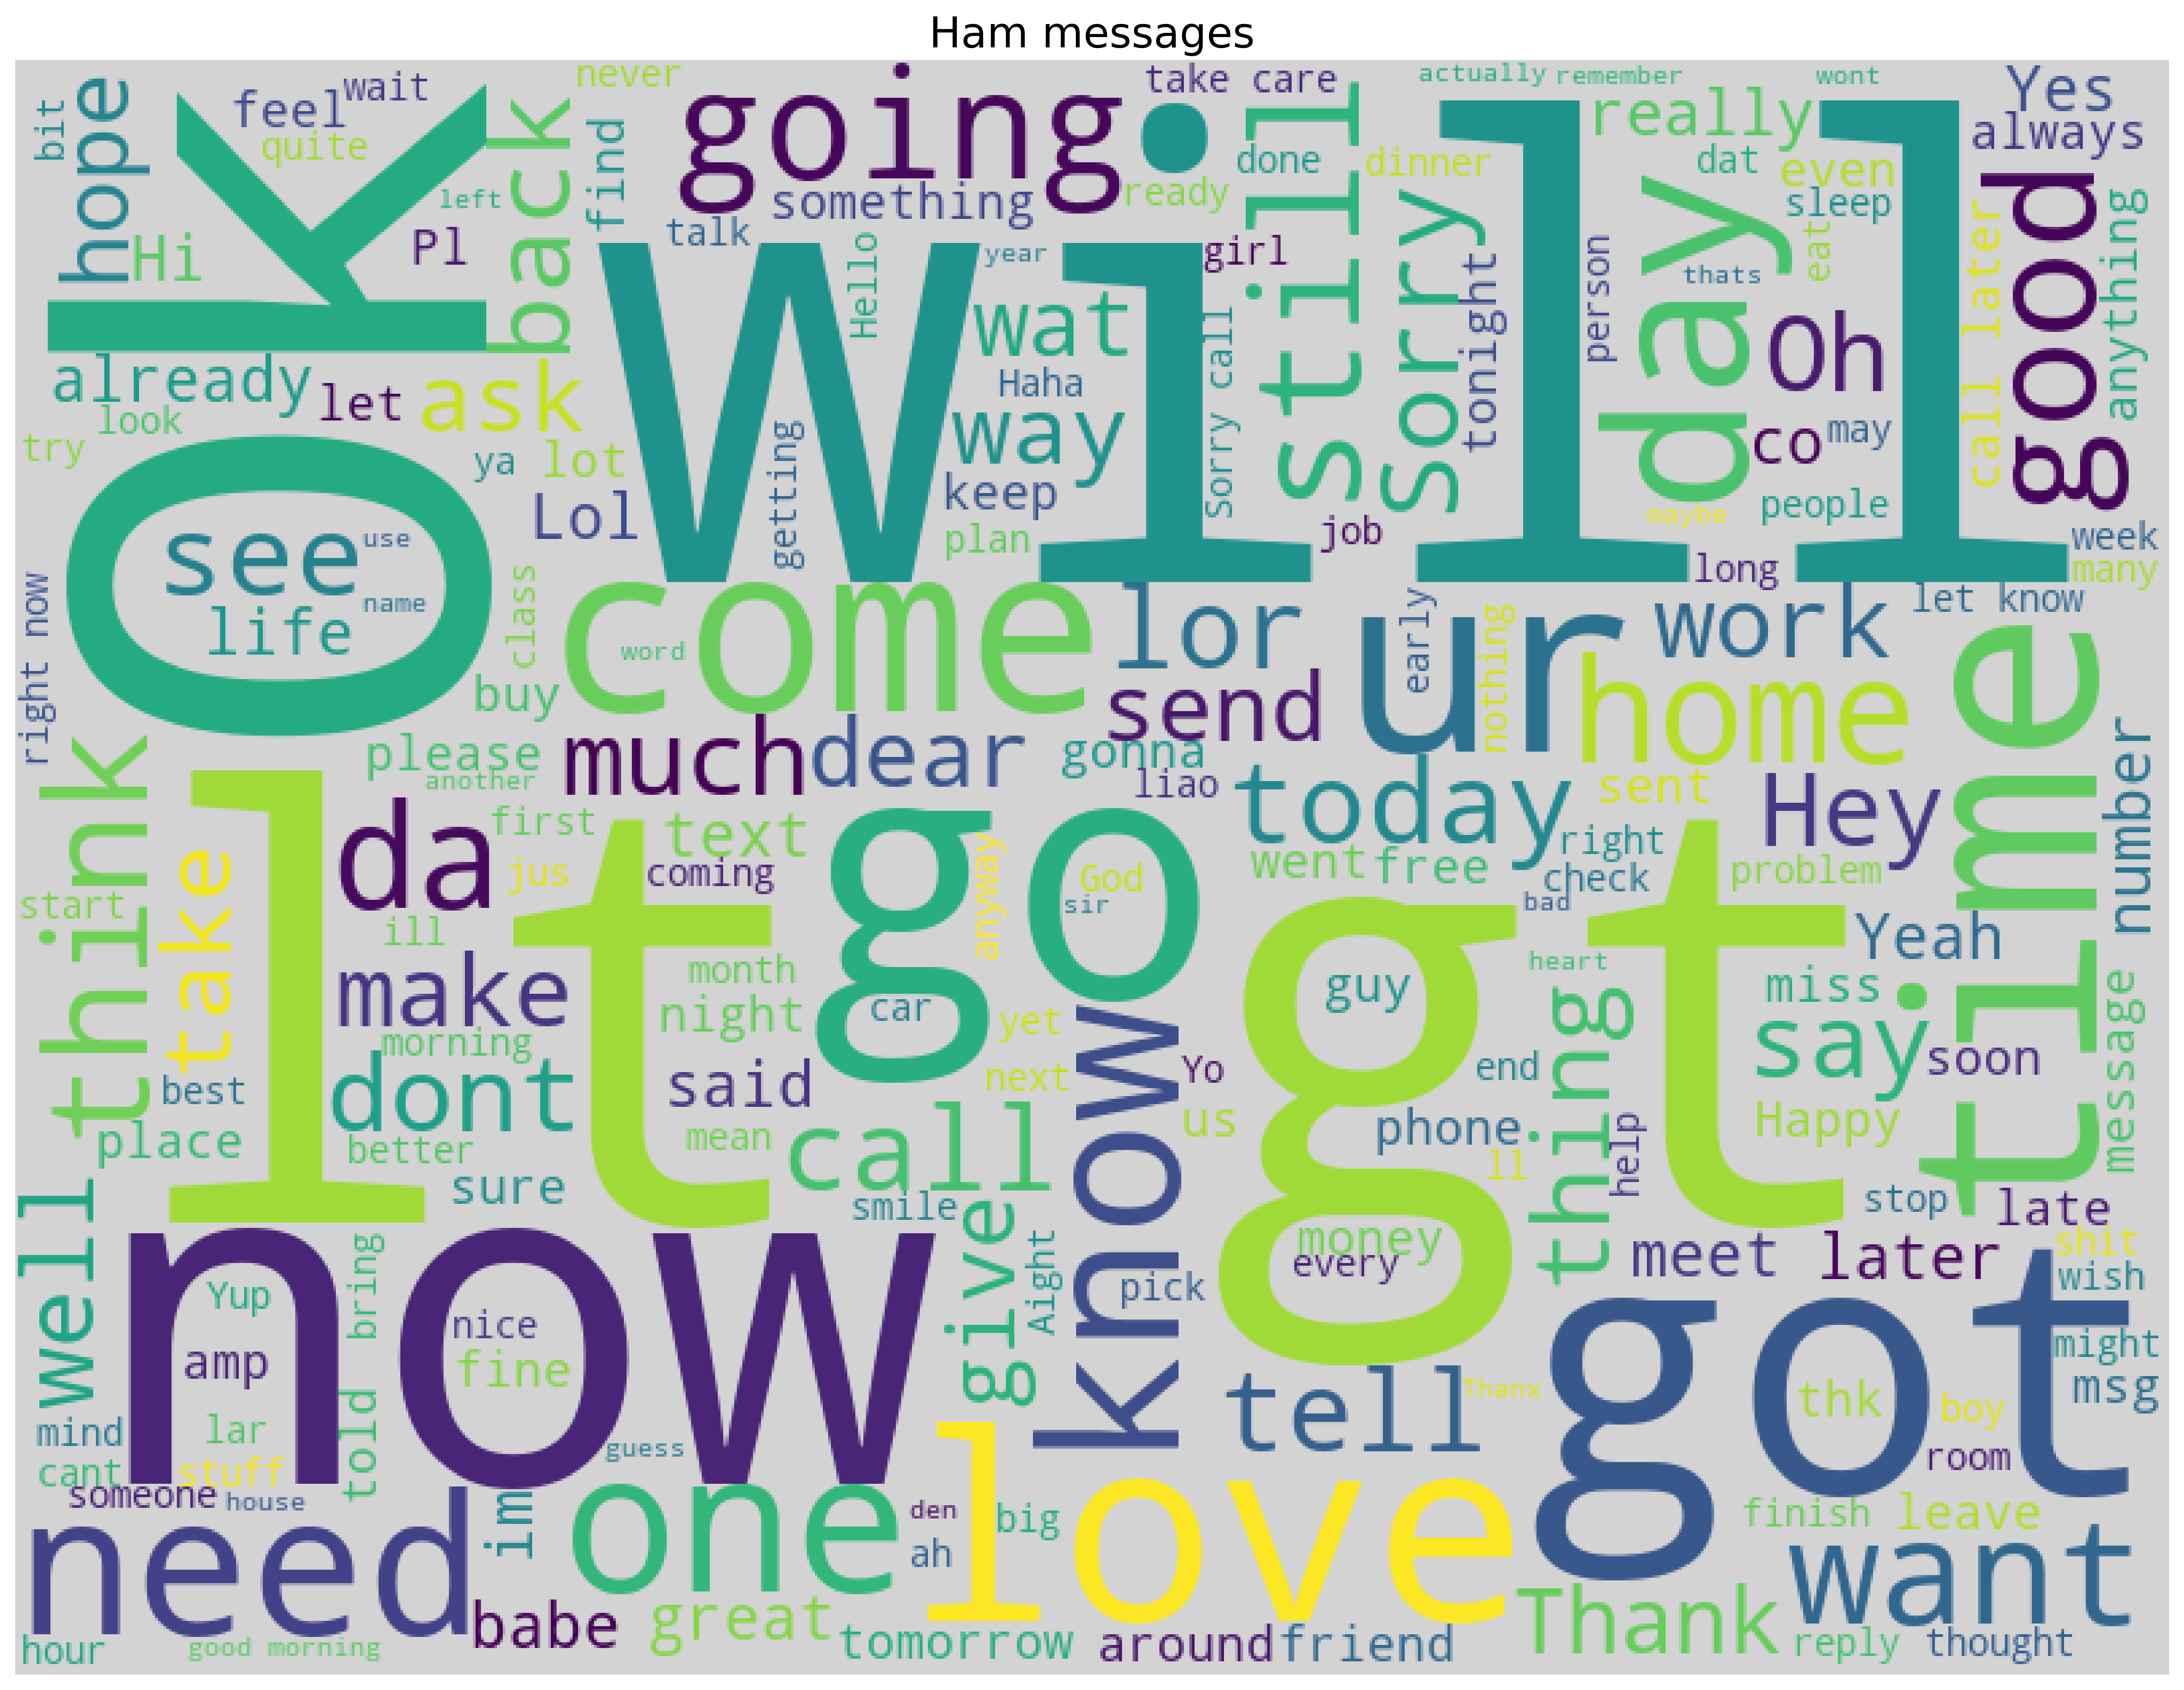 Ham messages
bit
hope
feel
wait
quite
Hi
left
Pl
Ok
back
never
find
going
something
talk
take care
ready
done
still
dinner
actually
remember
wont
really
Yes
always
dat
even
sleep
eat
good
anything
call later
will
Hello
year
girl
wat
Haha
way
keep
plan
getting
Sorry call
sorry
tonight
job
person
day
thats
Oh
co
may
people
maybe
long
week
many
already
let
ask
look
try
ya
lot
Lol
see
use
life
name
right now
class
buy
come
word
lor
send
gonna
liao
ur
early
nothing
work
let know
home
time
number
please
another
much
dear
today
sent
Hey
think
take
start
lt
da
first
jus
ill
text
coming
go
anyway
God
sir
went
free
right
check
bad
problem
Yeah
make
morning
month
night
car
yet
next
know
Yo
us
gt
guy
end
phone
ll
heart
thing
help
miss
say
soon
Happy
message
best
dont
said
place
better
mean
call
sure
smile
stop
late
well
now
Yup
bring
amp
nice
fine
give
Aight
pick
money
every
meet
later
shit
wish
might
msg
mind
lar
told
cant
stuff
someone
house
guess
tell
Thanx
got
thk
boy
room
need
im
one
den
ah
big
love
finish
leave
want
hour
good morning
babe
great
tomorrow
around
friend
Thank
reply
thought